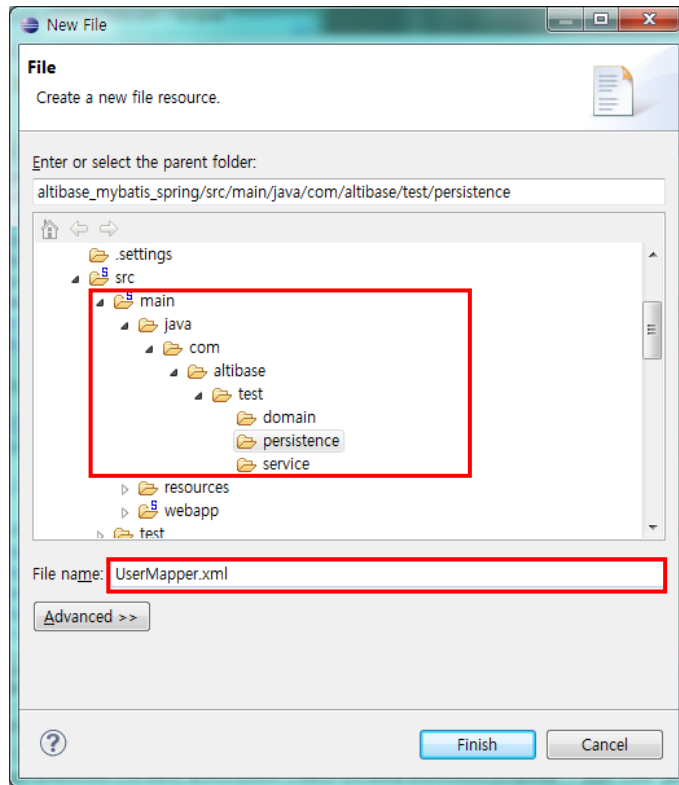 New File
File
Create a new file resource.
Enter or select the parent folder:
altibase_mybatis_spring/src/main/java/com/altibase/test/persistence
.settings
src
main
java
com
altibase
test
domain
persistence
service
resources
webapp
test
File name: UserMapper.xml
Advanced >>
Finish Cancel